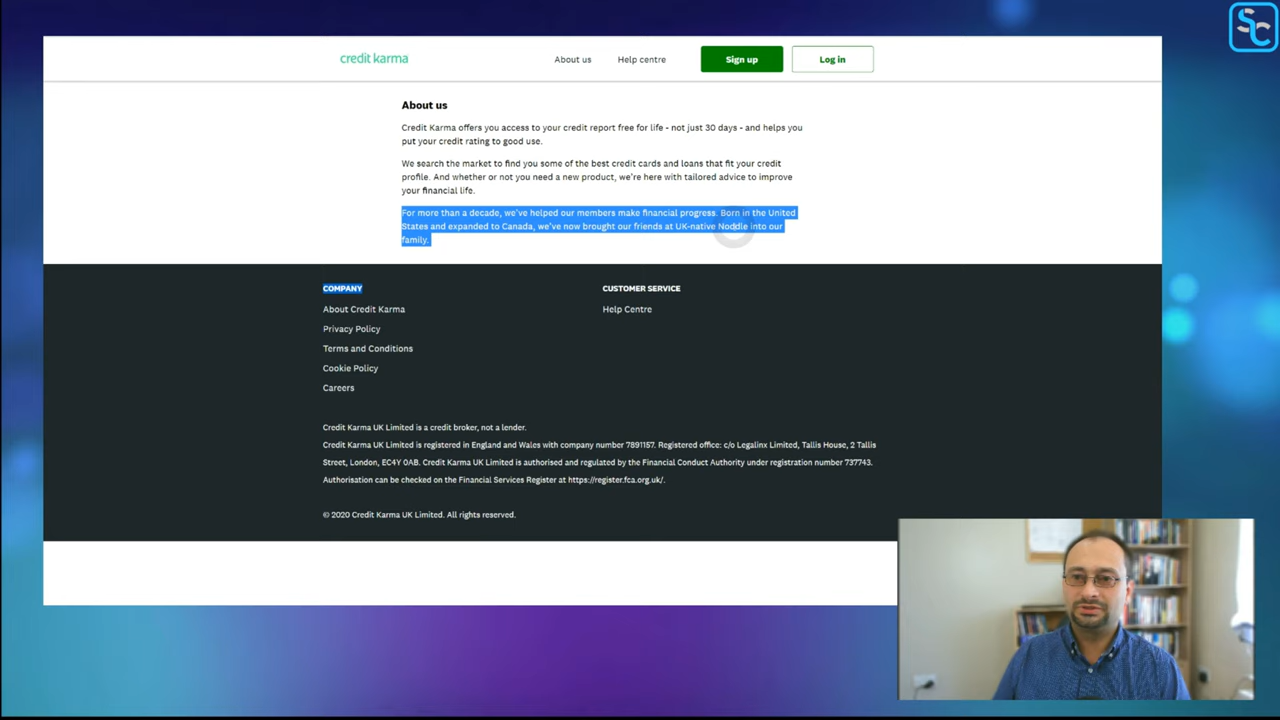 SC
credit karma
About us
Help centre
Sign up
Log in
About us
Credit Karma offers you access to your credit report free for life - not just 30 days - and helps you
put your credit rating to good use.
We search the market to find you some of the best credit cards and loans that fit your credit
profile. And whether or not you need a new product, we're here with tailored advice to improve
your financial life.
For more than a decade, we've helped our members make financial progress. Born in the United
States and expanded to Canada, we've now brought our friends at UK-native Noddle into our
family.
COMPANY
About Credit Karma
Privacy Policy
Terms and Conditions
Cookie Policy
Careers
CUSTOMER SERVICE
Help Centre
Credit Karma UK Limited is a credit broker, not a lender.
Credit Karma UK Limited is registered in England and Wales with company number 7891157. Registered office: c/o Legalinx Limited, Tallis House, 2 Tallis
Street, London, EC4Y 0AB. Credit Karma UK Limited is authorised and regulated by the Financial Conduct Authority under registration number 737743.
Authorisation can be checked on the Financial Services Register at https://register.fca.org.uk/.
© 2020 Credit Karma UK Limited. All rights reserved.